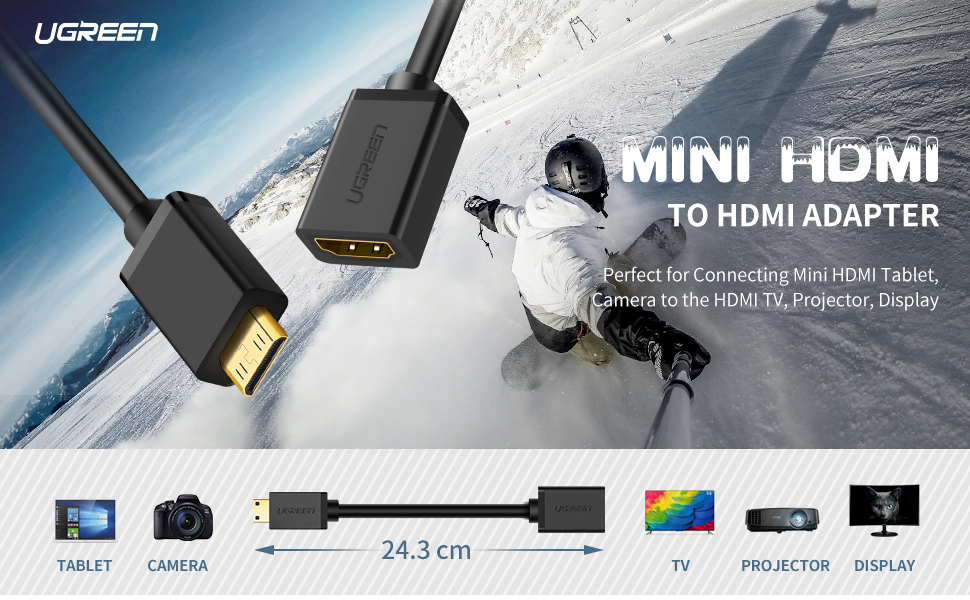 UGREEN
UGREEN
MINI HDMI
TO HDMI ADAPTER
Perfect for Connecting Mini HDMI Tablet,
Camera to the HDMI TV, Projector, Display
UGREEN
UGREEN
24.3 cm
TABLET
CAMERA
TV
PROJECTOR
DISPLAY